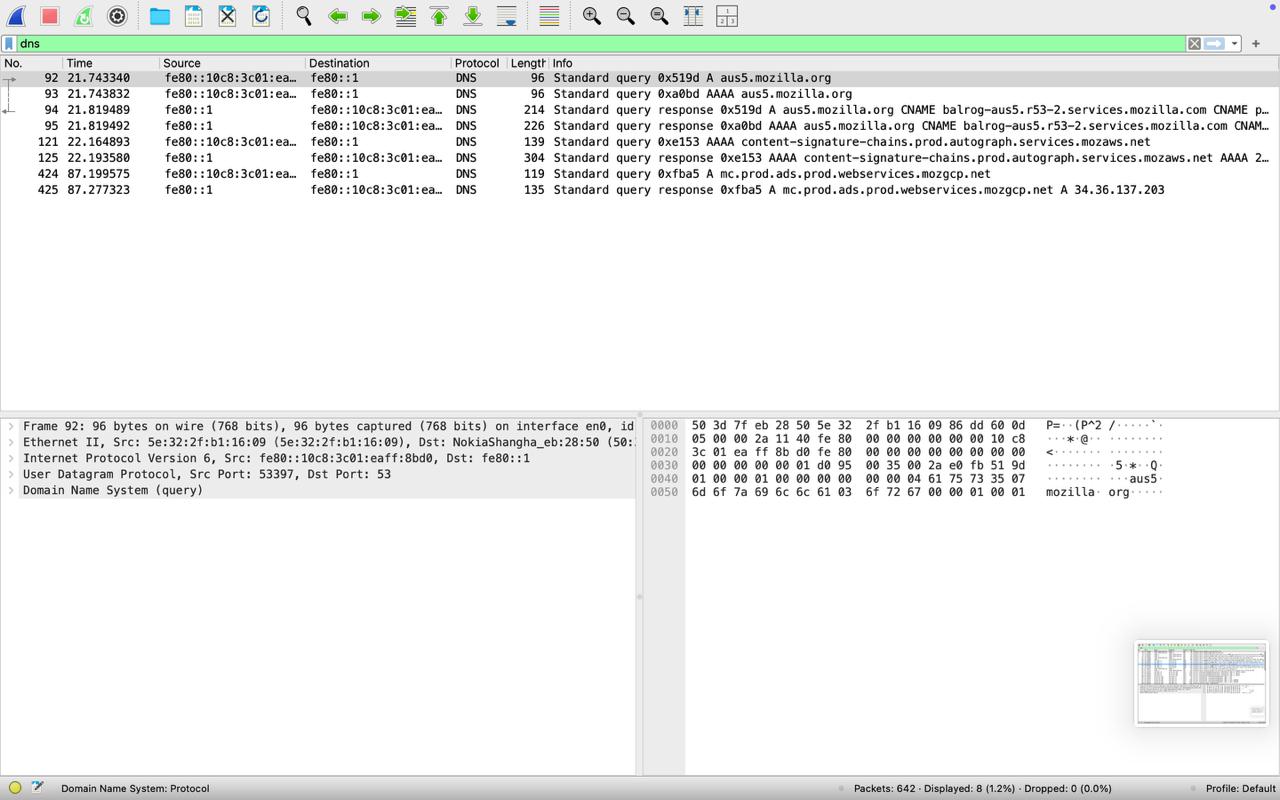 dns
No. Time Source Destination Protocol Length Info
92 21.743340 fe80::10c8:3c01:ea… fe80::1 DNS 96 Standard query 0x519d A aus5.mozilla.org
93 21.743832 fe80::10c8:3c01:ea… fe80::1 DNS 96 Standard query 0xa0bd AAAA aus5.mozilla.org
94 21.819489 fe80::1 fe80::10c8:3c01:ea… DNS 214 Standard query response 0x519d A aus5.mozilla.org CNAME balrog-aus5.r53-2.services.mozilla.com CNAME p…
95 21.819492 fe80::1 fe80::10c8:3c01:ea… DNS 226 Standard query response 0xa0bd AAAA aus5.mozilla.org CNAME balrog-aus5.r53-2.services.mozilla.com CNAM…
121 22.164893 fe80::10c8:3c01:ea… fe80::1 DNS 139 Standard query 0xe153 AAAA content-signature-chains.prod.autograph.services.mozaws.net
125 22.193580 fe80::1 fe80::10c8:3c01:ea… DNS 304 Standard query response 0xe153 AAAA content-signature-chains.prod.autograph.services.mozaws.net AAAA 2…
424 87.199575 fe80::10c8:3c01:ea… fe80::1 DNS 119 Standard query 0xfba5 A mc.prod.ads.prod.webservices.mozgcp.net
425 87.277323 fe80::1 fe80::10c8:3c01:ea… DNS 135 Standard query response 0xfba5 A mc.prod.ads.prod.webservices.mozgcp.net A 34.36.137.203
Frame 92: 96 bytes on wire (768 bits), 96 bytes captured (768 bits) on interface en0, id
Ethernet II, Src: 5e:32:2f:b1:16:09 (5e:32:2f:b1:16:09), Dst: NokiaShangha_eb:28:50 (50:
Internet Protocol Version 6, Src: fe80::10c8:3c01:eaff:8bd0, Dst: fe80::1
User Datagram Protocol, Src Port: 53397, Dst Port: 53
Domain Name System (query)
0000 50 3d 7f eb 28 50 5e 32 2f b1 16 09 86 dd 60 0d P=··(P^2 /·····`·
0010 05 00 00 2a 11 40 fe 80 00 00 00 00 00 00 10 c8 ···*·@·· ········
0020 3c 01 ea ff 8b d0 fe 80 00 00 00 00 00 00 00 00 <······· ········
0030 00 00 00 00 00 01 d0 95 00 35 00 2a e0 fb 51 9d ········ ·5·*··Q·
0040 01 00 00 01 00 00 00 00 00 00 04 61 75 73 35 07 ········ ···aus5·
0050 6d 6f 7a 69 6c 6c 61 03 6f 72 67 00 00 01 00 01 mozilla· org·····
Domain Name System: Protocol Packets: 642 · Displayed: 8 (1.2%) · Dropped: 0 (0.0%) Profile: Default